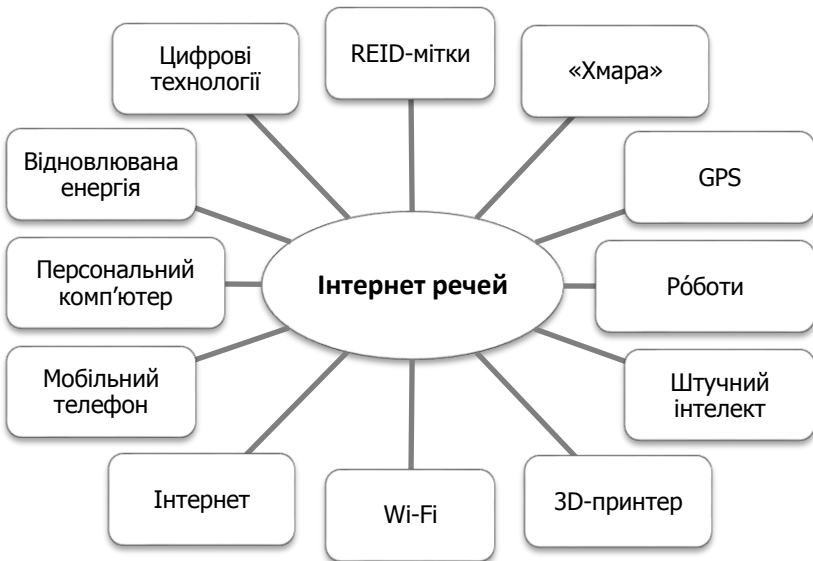 Цифрові
технології
REID-мітки
«Хмара»
Відновлювана
енергія
GPS
Персональний
комп’ютер
Інтернет речей
Ро́боти
Мобільний
телефон
Штучний
інтелект
Інтернет
Wi-Fi
3D-принтер